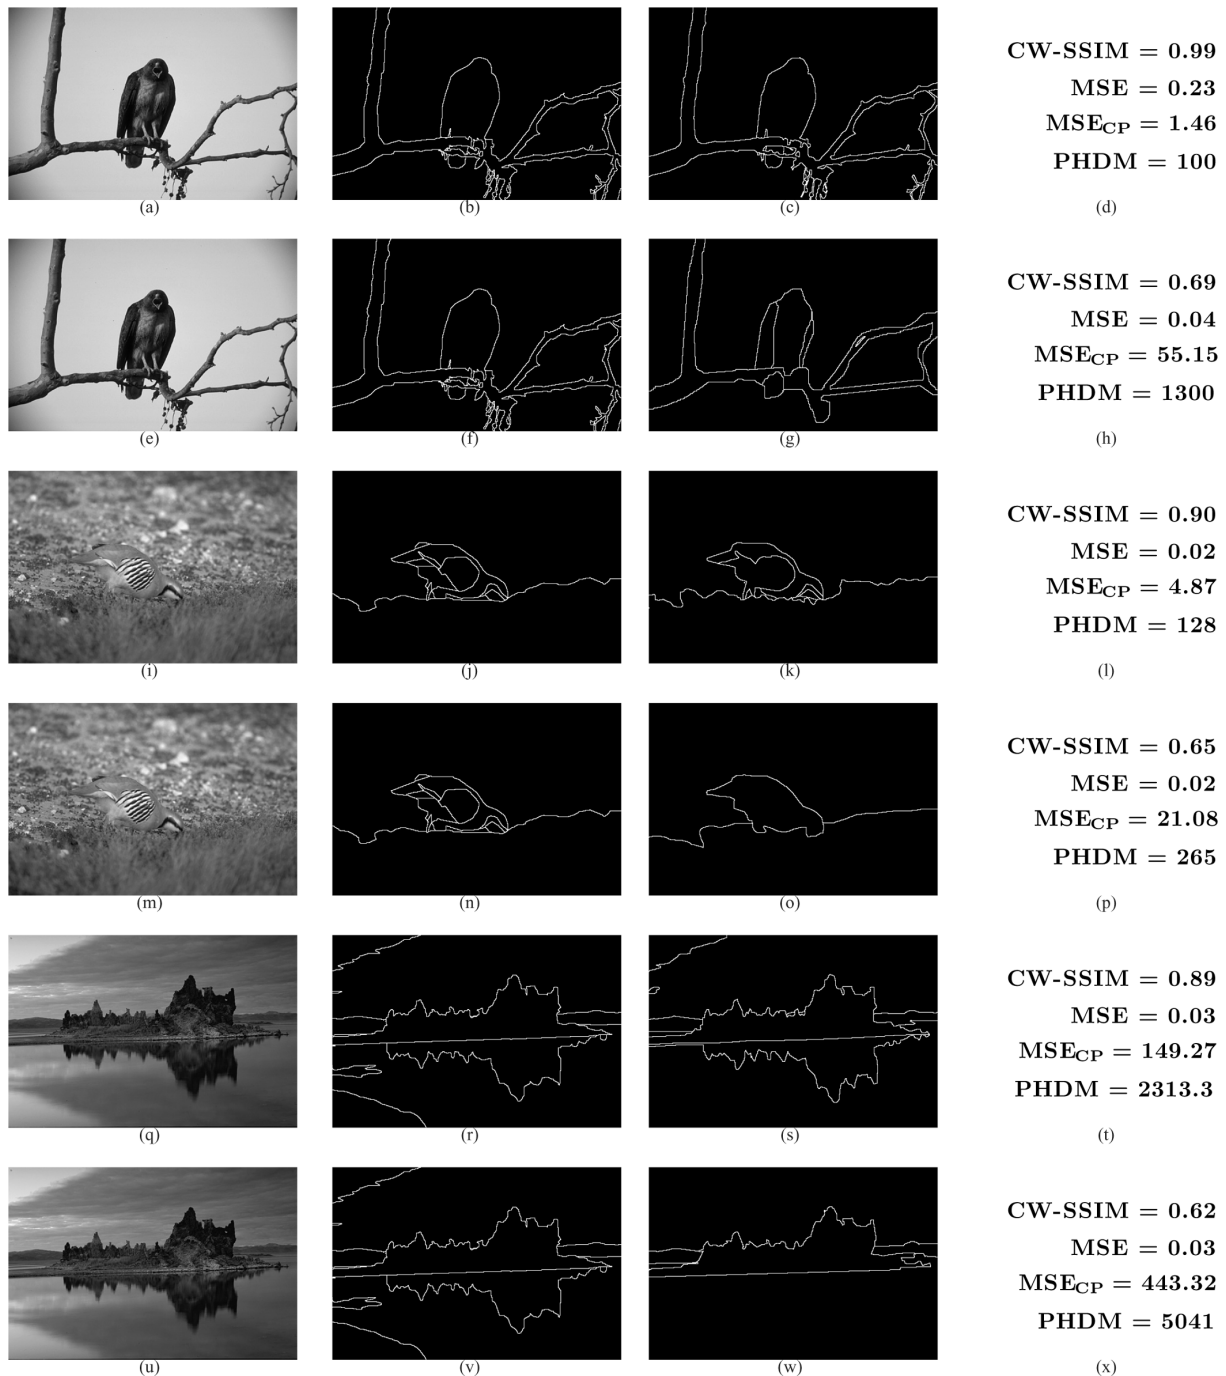 CW-SSIM = 0.99
MSE = 0.23
MSE_CP = 1.46
PHDM = 100
(a) (b) (c) (d)
CW-SSIM = 0.69
MSE = 0.04
MSE_CP = 55.15
PHDM = 1300
(e) (f) (g) (h)
CW-SSIM = 0.90
MSE = 0.02
MSE_CP = 4.87
PHDM = 128
(i) (j) (k) (l)
CW-SSIM = 0.65
MSE = 0.02
MSE_CP = 21.08
PHDM = 265
(m) (n) (o) (p)
CW-SSIM = 0.89
MSE = 0.03
MSE_CP = 149.27
PHDM = 2313.3
(q) (r) (s) (t)
CW-SSIM = 0.62
MSE = 0.03
MSE_CP = 443.32
PHDM = 5041
(u) (v) (w) (x)